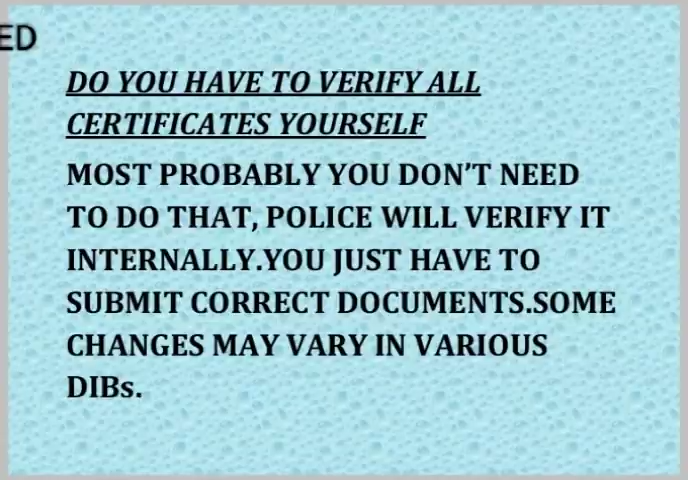 ED
DO YOU HAVE TO VERIFY ALL
CERTIFICATES YOURSELF
MOST PROBABLY YOU DON’T NEED
TO DO THAT, POLICE WILL VERIFY IT
INTERNALLY.YOU JUST HAVE TO
SUBMIT CORRECT DOCUMENTS.SOME
CHANGES MAY VARY IN VARIOUS
DIBs.